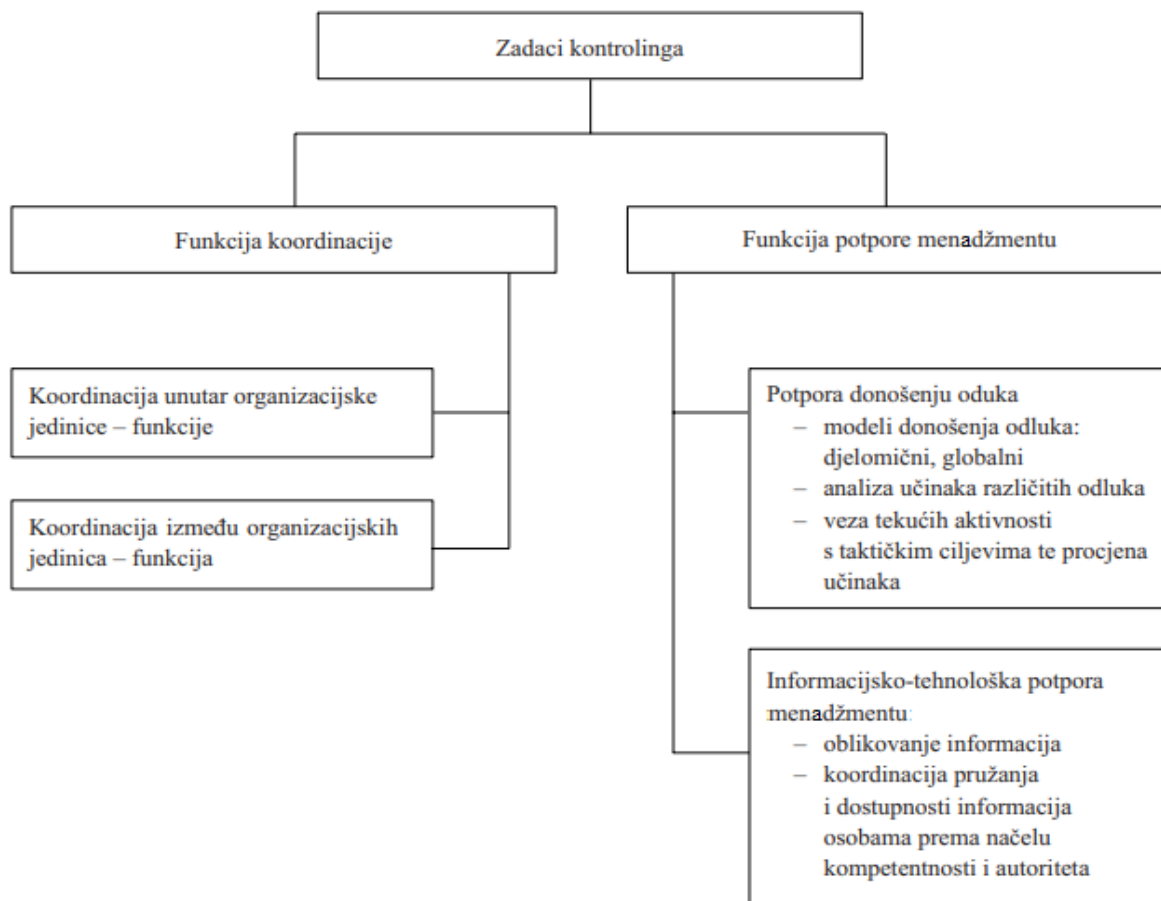 Zadaci kontrolinga
Funkcija koordinacije
Funkcija potpore menadžmentu
Koordinacija unutar organizacijske
jedinice – funkcije
Koordinacija između organizacijskih
jedinica – funkcija
Potpora donošenju oduka
– modeli donošenja odluka:
djelomični, globalni
– analiza učinaka različitih odluka
– veza tekućih aktivnosti
s taktičkim ciljevima te procjena
učinaka
Informacijsko-tehnološka potpora
menadžmentu:
– oblikovanje informacija
– koordinacija pružanja
i dostupnosti informacija
osobama prema načelu
kompetentnosti i autoriteta